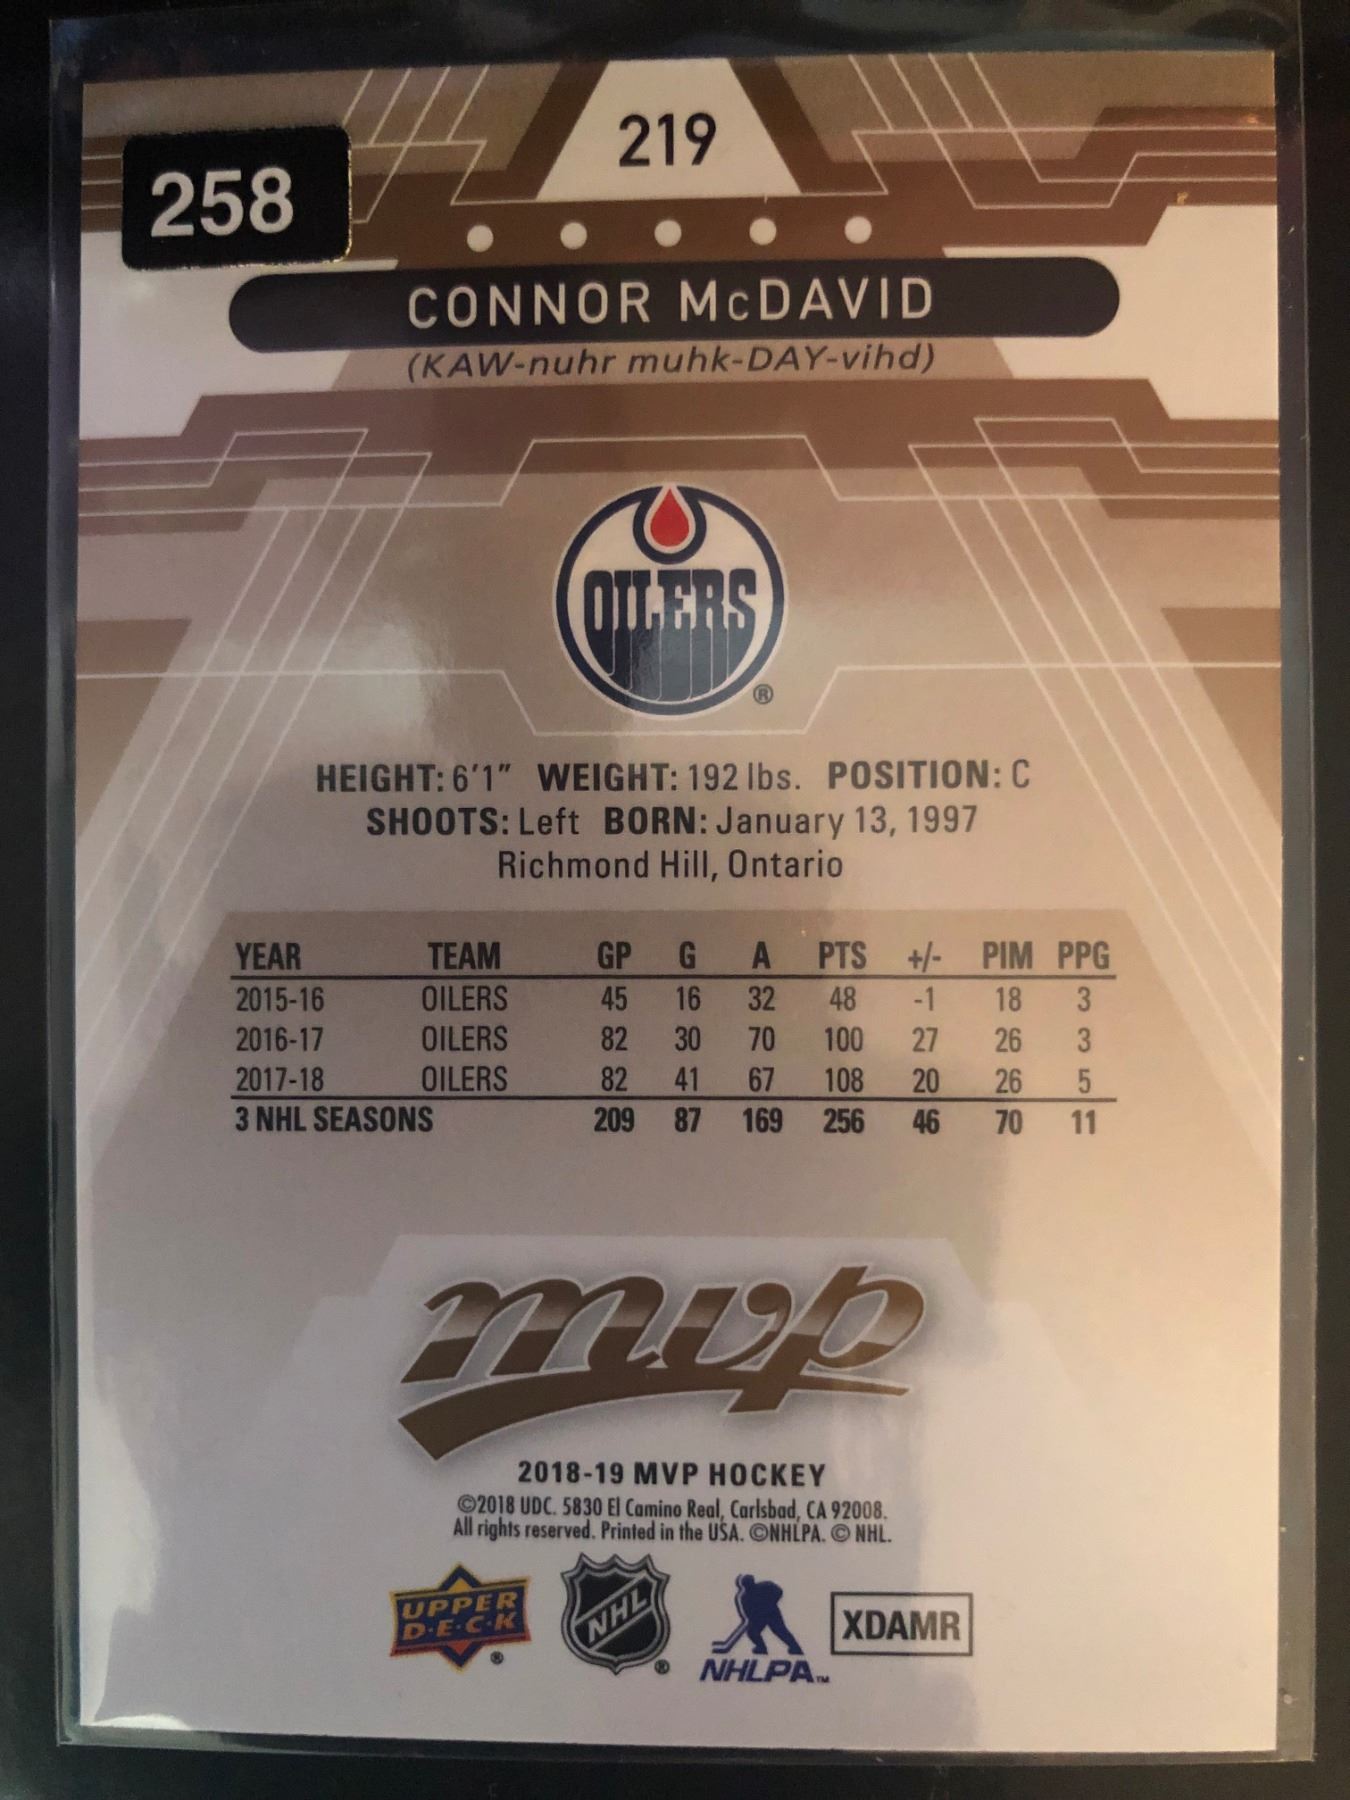 219
258
CONNOR McDAVID
(KAW-nuhr muhk-DAY-vihd)
OILERS
®
HEIGHT: 6'1" WEIGHT: 192 lbs. POSITION: C
SHOOTS: Left BORN: January 13, 1997
Richmond Hill, Ontario
YEAR TEAM GP G A PTS +/- PIM PPG
2015-16 OILERS 45 16 32 48 -1 18 3
2016-17 OILERS 82 30 70 100 27 26 3
2017-18 OILERS 82 41 67 108 20 26 5
3 NHL SEASONS 209 87 169 256 46 70 11
mvp
2018-19 MVP HOCKEY
©2018 UDC. 5830 El Camino Real, Carlsbad, CA 92008.
All rights reserved. Printed in the USA. ©NHLPA. © NHL.
UPPER
D·E·C·K ®
NHL ®
NHLPA™
XDAMR